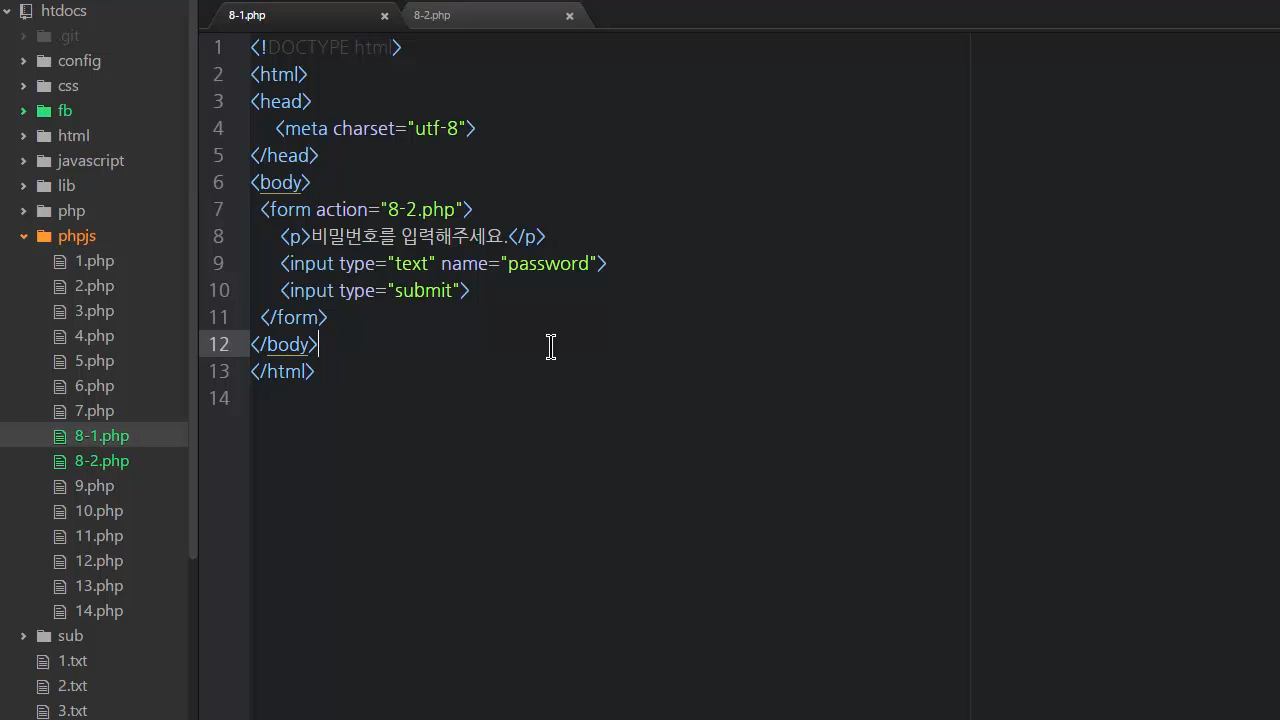 htdocs
.git
config
css
fb
html
javascript
lib
php
phpjs
1.php
2.php
3.php
4.php
5.php
6.php
7.php
8-1.php
8-2.php
9.php
10.php
11.php
12.php
13.php
14.php
sub
1.txt
2.txt
3.txt
8-1.php
8-2.php
1 <!DOCTYPE html>
2 <html>
3 <head>
4 <meta charset="utf-8">
5 </head>
6 <body>
7 <form action="8-2.php">
8 <p>비밀번호를 입력해주세요.</p>
9 <input type="text" name="password">
10 <input type="submit">
11 </form>
12 </body>
13 </html>
14